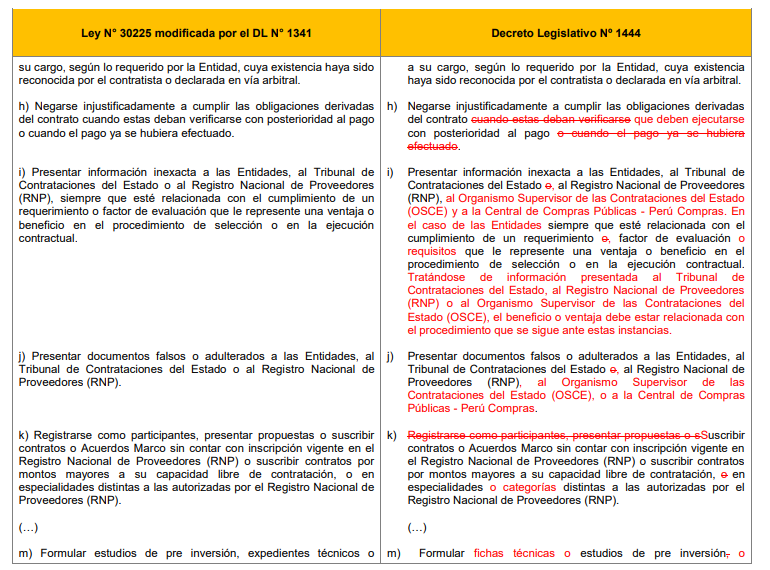 Ley N° 30225 modificada por el DL N° 1341
su cargo, según lo requerido por la Entidad, cuya existencia haya sido
reconocida por el contratista o declarada en vía arbitral.
h) Negarse injustificadamente a cumplir las obligaciones derivadas
del contrato cuando estas deban verificarse con posterioridad al pago
o cuando el pago ya se hubiera efectuado.
i) Presentar información inexacta a las Entidades, al Tribunal de
Contrataciones del Estado o al Registro Nacional de Proveedores
(RNP), siempre que esté relacionada con el cumplimiento de un
requerimiento o factor de evaluación que le represente una ventaja o
beneficio en el procedimiento de selección o en la ejecución
contractual.
j) Presentar documentos falsos o adulterados a las Entidades, al
Tribunal de Contrataciones del Estado o al Registro Nacional de
Proveedores (RNP).
k) Registrarse como participantes, presentar propuestas o suscribir
contratos o Acuerdos Marco sin contar con inscripción vigente en el
Registro Nacional de Proveedores (RNP) o suscribir contratos por
montos mayores a su capacidad libre de contratación, o en
especialidades distintas a las autorizadas por el Registro Nacional de
Proveedores (RNP).
(…)
m) Formular estudios de pre inversión, expedientes técnicos o
Decreto Legislativo Nº 1444
a su cargo, según lo requerido por la Entidad, cuya existencia
haya sido reconocida por el contratista o declarada en vía arbitral.
h) Negarse injustificadamente a cumplir las obligaciones derivadas
del contrato cuando estas deban verificarse que deben ejecutarse
con posterioridad al pago o cuando el pago ya se hubiera
efectuado.
i) Presentar información inexacta a las Entidades, al Tribunal de
Contrataciones del Estado o, al Registro Nacional de Proveedores
(RNP), al Organismo Supervisor de las Contrataciones del Estado
(OSCE) y a la Central de Compras Públicas - Perú Compras. En
el caso de las Entidades siempre que esté relacionada con el
cumplimiento de un requerimiento o, factor de evaluación o
requisitos que le represente una ventaja o beneficio en el
procedimiento de selección o en la ejecución contractual.
Tratándose de información presentada al Tribunal de
Contrataciones del Estado, al Registro Nacional de Proveedores
(RNP) o al Organismo Supervisor de las Contrataciones del
Estado (OSCE), el beneficio o ventaja debe estar relacionada con
el procedimiento que se sigue ante estas instancias.
j) Presentar documentos falsos o adulterados a las Entidades, al
Tribunal de Contrataciones del Estado o, al Registro Nacional de
Proveedores (RNP), al Organismo Supervisor de las
Contrataciones del Estado (OSCE), o a la Central de Compras
Públicas - Perú Compras.
k) Registrarse como participantes, presentar propuestas o sSuscribir
contratos o Acuerdos Marco sin contar con inscripción vigente en
el Registro Nacional de Proveedores (RNP) o suscribir contratos
por montos mayores a su capacidad libre de contratación, o en
especialidades o categorías distintas a las autorizadas por el
Registro Nacional de Proveedores (RNP).
(…)
m) Formular fichas técnicas o estudios de pre inversión, o